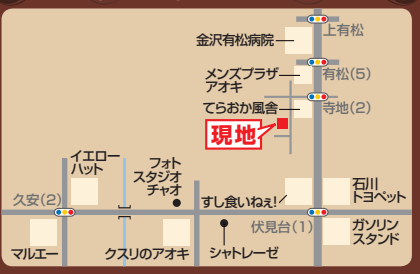 上有松
金沢有松病院
メンズプラザ
アオキ
有松(5)
てらおか風舎
寺地(2)
現地
イエロー
ハット
フォト
スタジオ
チャオ
久安(2)
すし食いねぇ!
石川
トヨペット
伏見台(1)
ガソリン
スタンド
マルエー
クスリのアオキ
シャトレーゼ